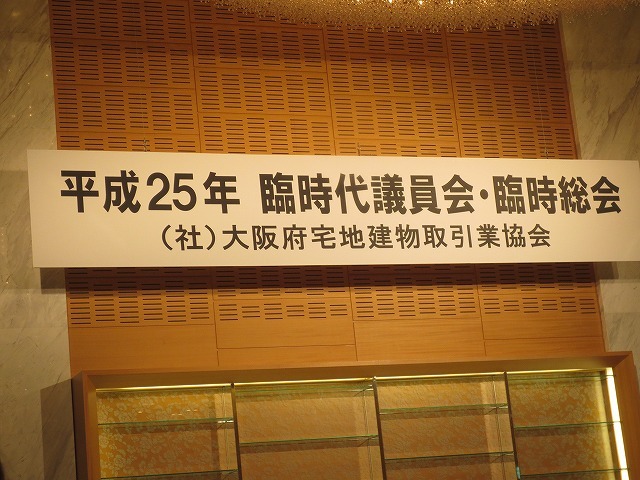 平成25年 臨時代議員会・臨時総会
（社）大阪府宅地建物取引業協会